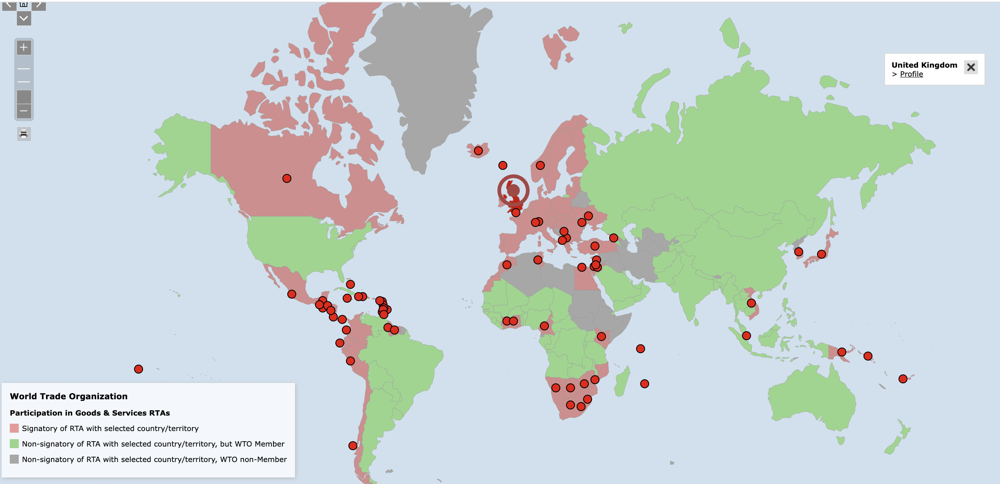 United Kingdom
> Profile
World Trade Organization
Participation in Goods & Services RTAs
Signatory of RTA with selected country/territory
Non-signatory of RTA with selected country/territory, but WTO Member
Non-signatory of RTA with selected country/territory, WTO non-Member